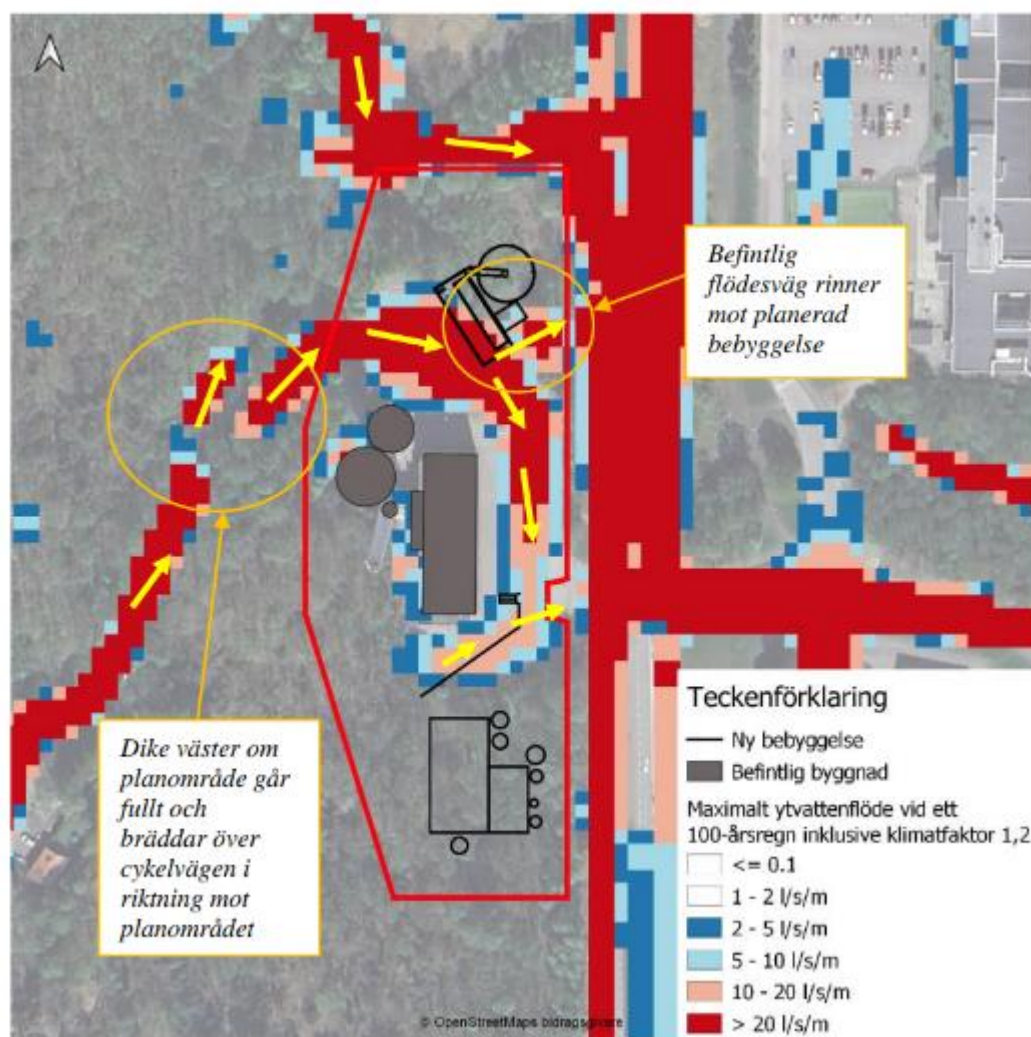 Befintlig
flödesväg rinner
mot planerad
bebyggelse
Dike väster om
planområde går
fullt och
bräddar över
cykelvägen i
riktning mot
planområdet
Teckenförklaring
Ny bebyggelse
Befintlig byggnad
Maximalt ytvattenflöde vid ett
100-årsregn inklusive klimatfaktor 1,2
<= 0.1
1 - 2 l/s/m
2 - 5 l/s/m
5 - 10 l/s/m
10 - 20 l/s/m
> 20 l/s/m
© OpenStreetMaps bidragsgivare